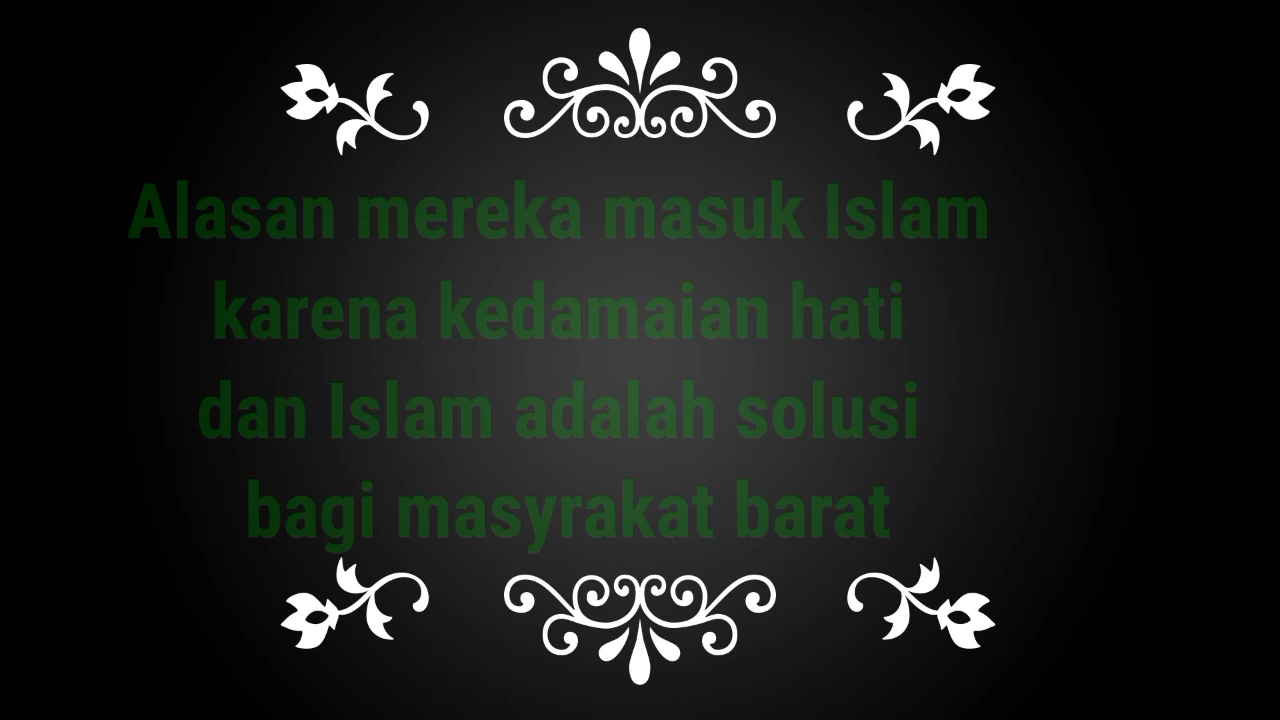 Alasan mereka masuk Islam
karena kedamaian hati
dan Islam adalah solusi
bagi masyrakat barat